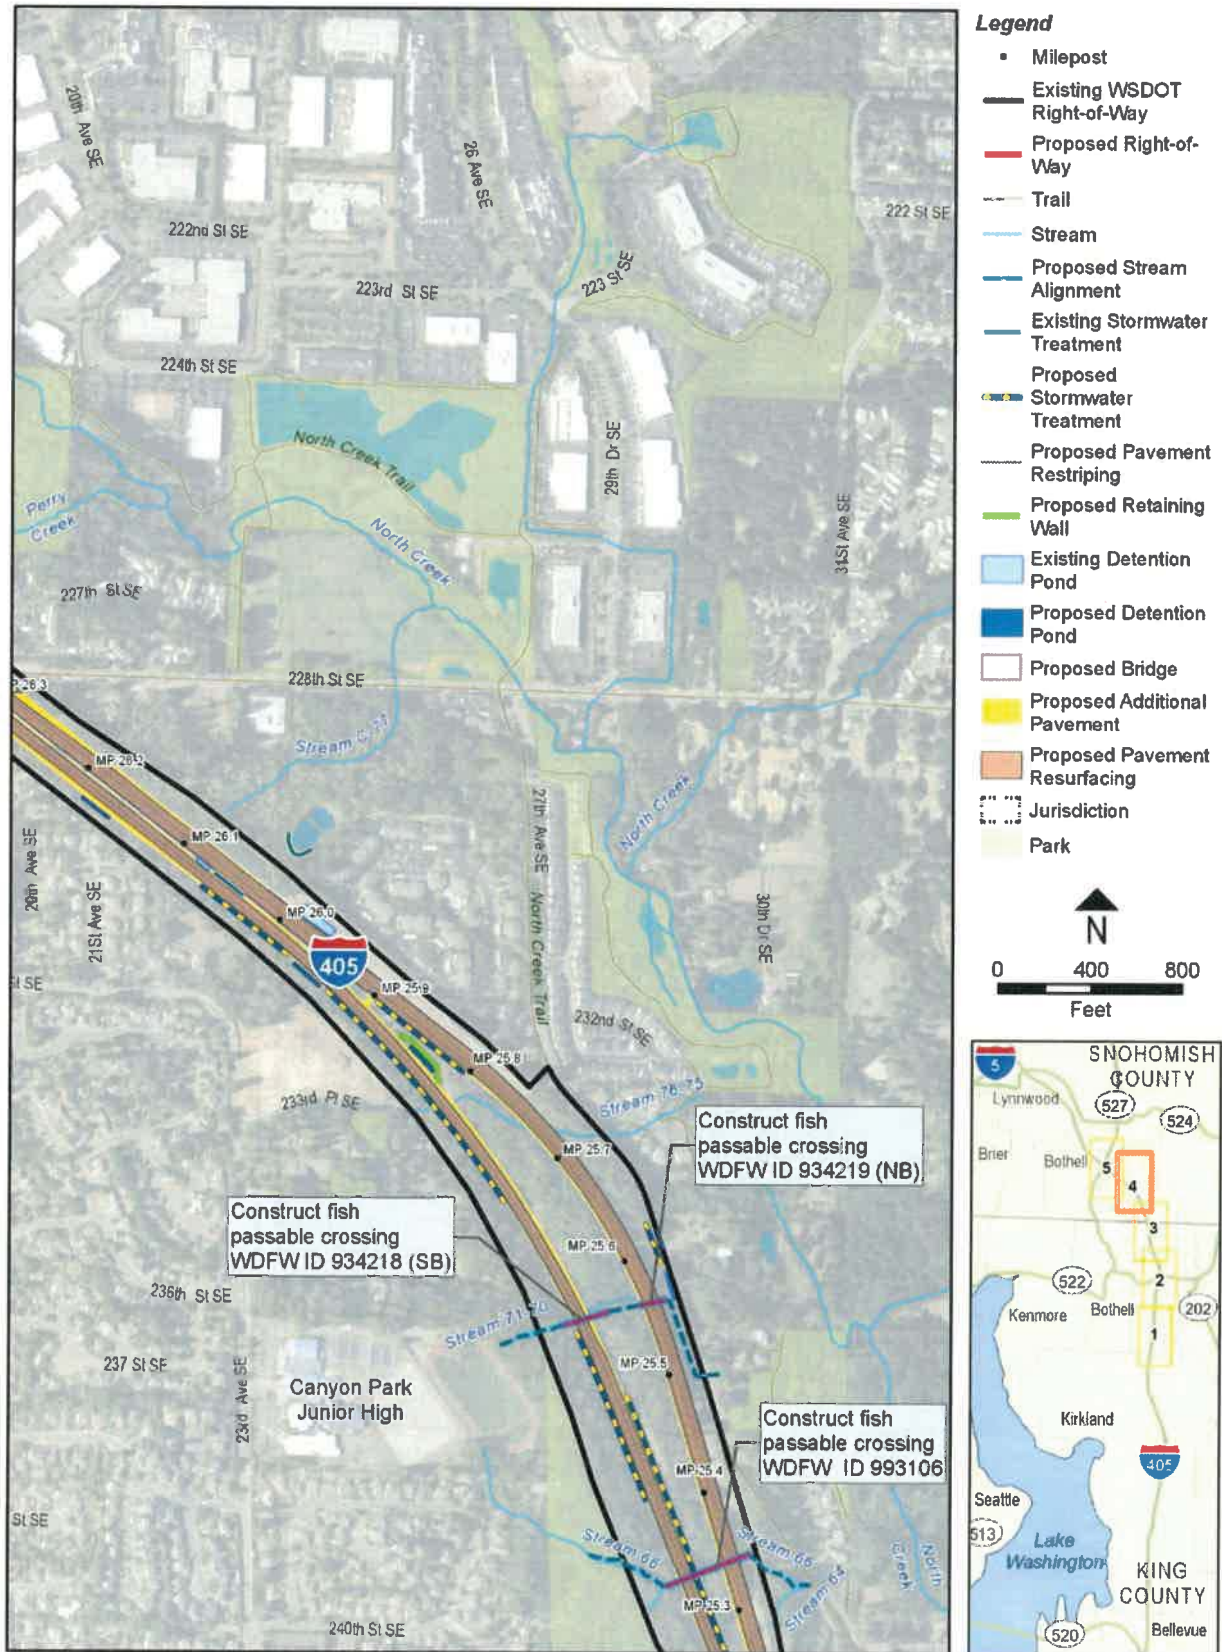 20th Ave SE
26 Ave SE
222nd St SE
222 St SE
223rd St SE
223 St SE
224th St SE
North Creek Trail
29th Dr SE
31St Ave SE
Perry
Creek
North Creek
227th St SE
228th St SE
MP 26.2
MP 26.1
MP 26.0
405
MP 25.9
MP 25.8
20th Ave SE
21St Ave SE
St SE
27th Ave SE
North Creek Trail
North Creek
30th Dr SE
232nd St SE
233rd Pl SE
Stream 76-75
MP 25.7
Construct fish
passable crossing
WDFW ID 934219 (NB)
Construct fish
passable crossing
WDFW ID 934218 (SB)
MP 25.6
236th St SE
Stream 71-70
237 St SE
23rd Ave SE
MP 25.5
Canyon Park
Junior High
Construct fish
passable crossing
WDFW ID 993106
MP 25.4
St SE
Stream 66
Stream 66
Stream 64
North
Creek
MP 25.3
240th St SE
Legend
Milepost
Existing WSDOT
Right-of-Way
Proposed Right-of-
Way
Trail
Stream
Proposed Stream
Alignment
Existing Stormwater
Treatment
Proposed
Stormwater
Treatment
Proposed Pavement
Restriping
Proposed Retaining
Wall
Existing Detention
Pond
Proposed Detention
Pond
Proposed Bridge
Proposed Additional
Pavement
Proposed Pavement
Resurfacing
Jurisdiction
Park
N
0 400 800
Feet
5
SNOHOMISH
COUNTY
Lynnwood
527
524
Brier
Bothell
5
4
3
2
1
522
Kenmore
Bothell
202
Kirkland
405
Seattle
513
Lake
Washington
KING
COUNTY
520
Bellevue